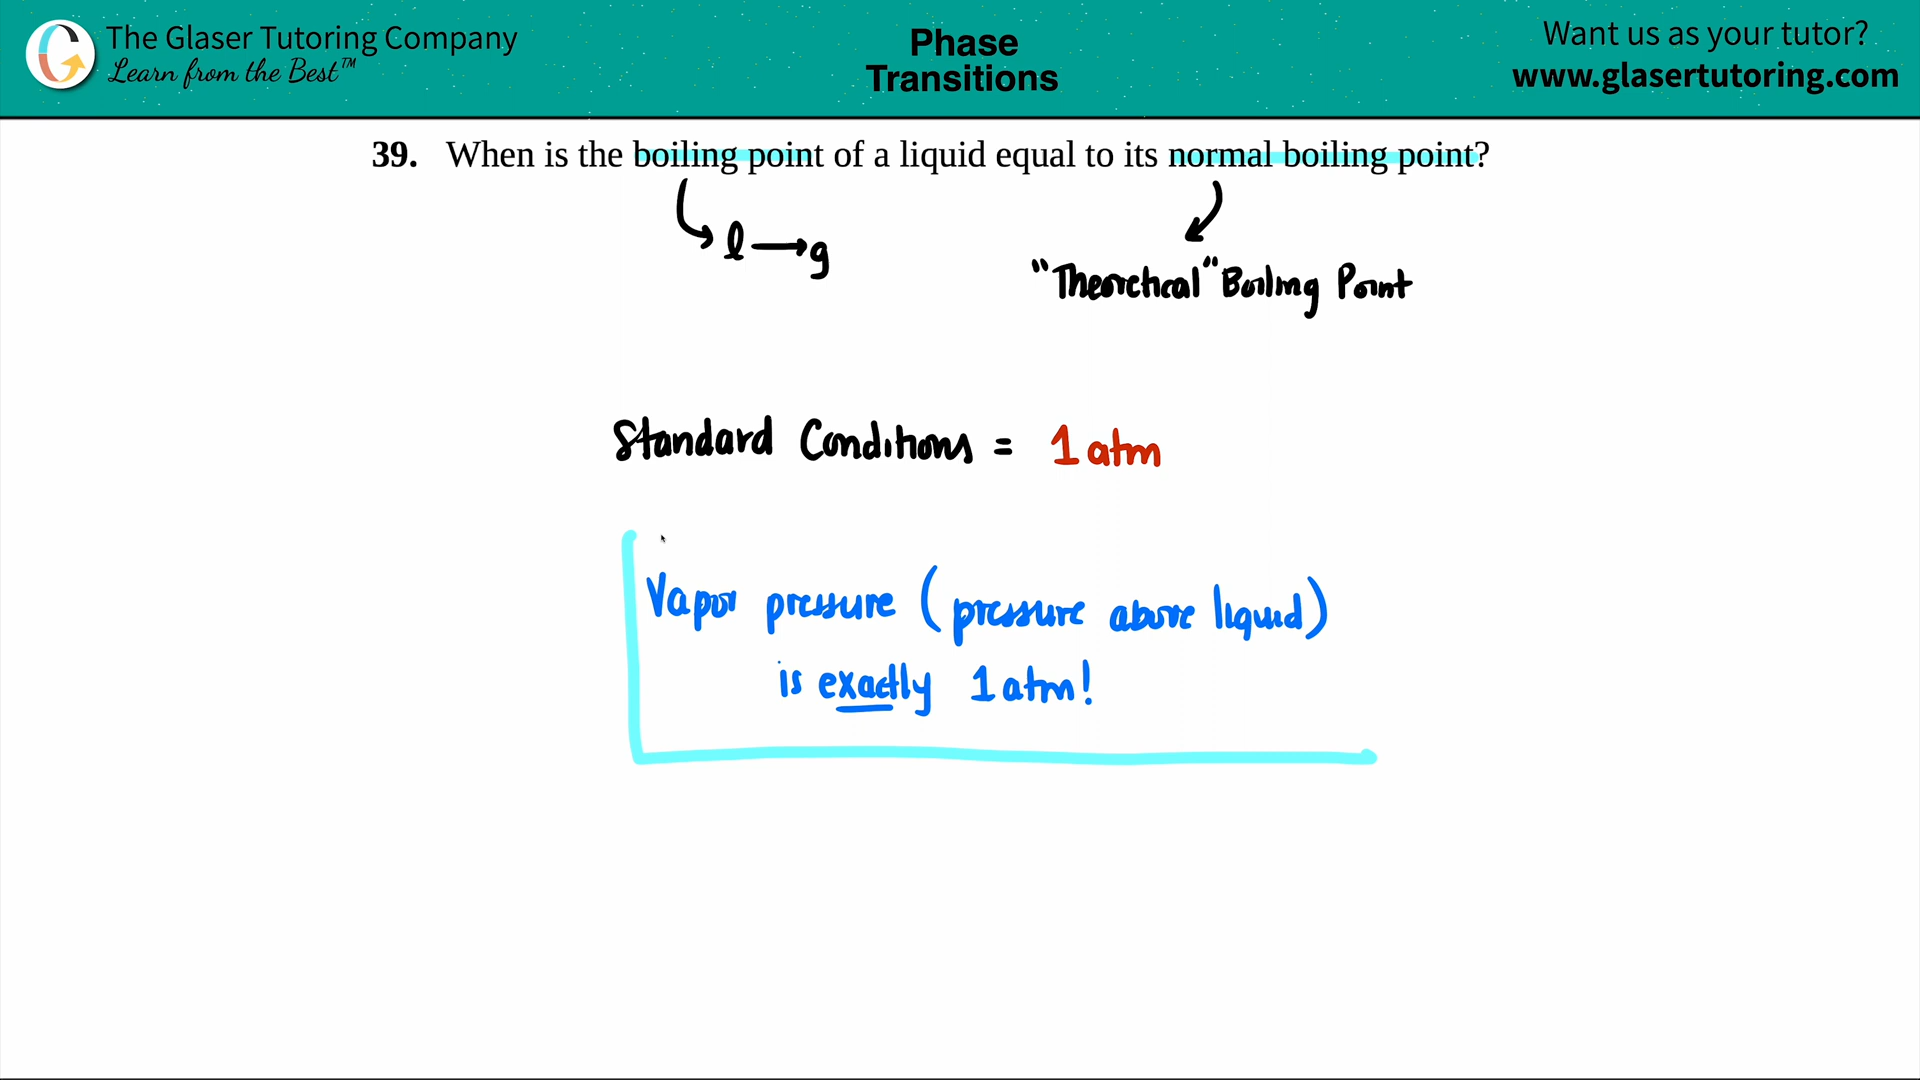 The Glaser Tutoring Company
Learn from the Best™
Phase
Transitions
Want us as your tutor?
www.glasertutoring.com
39. When is the boiling point of a liquid equal to its normal boiling point?
l → g
"Theoretical" Boiling Point
Standard Conditions = 1 atm
Vapor pressure (pressure above liquid)
is exactly 1 atm!